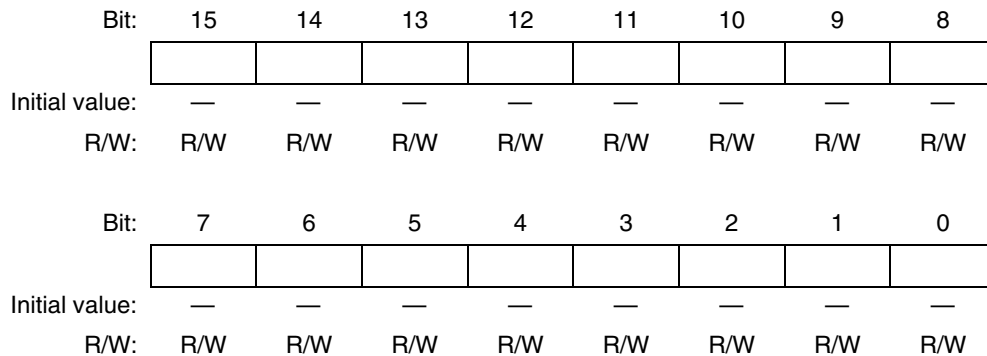 Bit: 15 14 13 12 11 10 9 8
Initial value: — — — — — — — —
R/W: R/W R/W R/W R/W R/W R/W R/W R/W
Bit: 7 6 5 4 3 2 1 0
Initial value: — — — — — — — —
R/W: R/W R/W R/W R/W R/W R/W R/W R/W